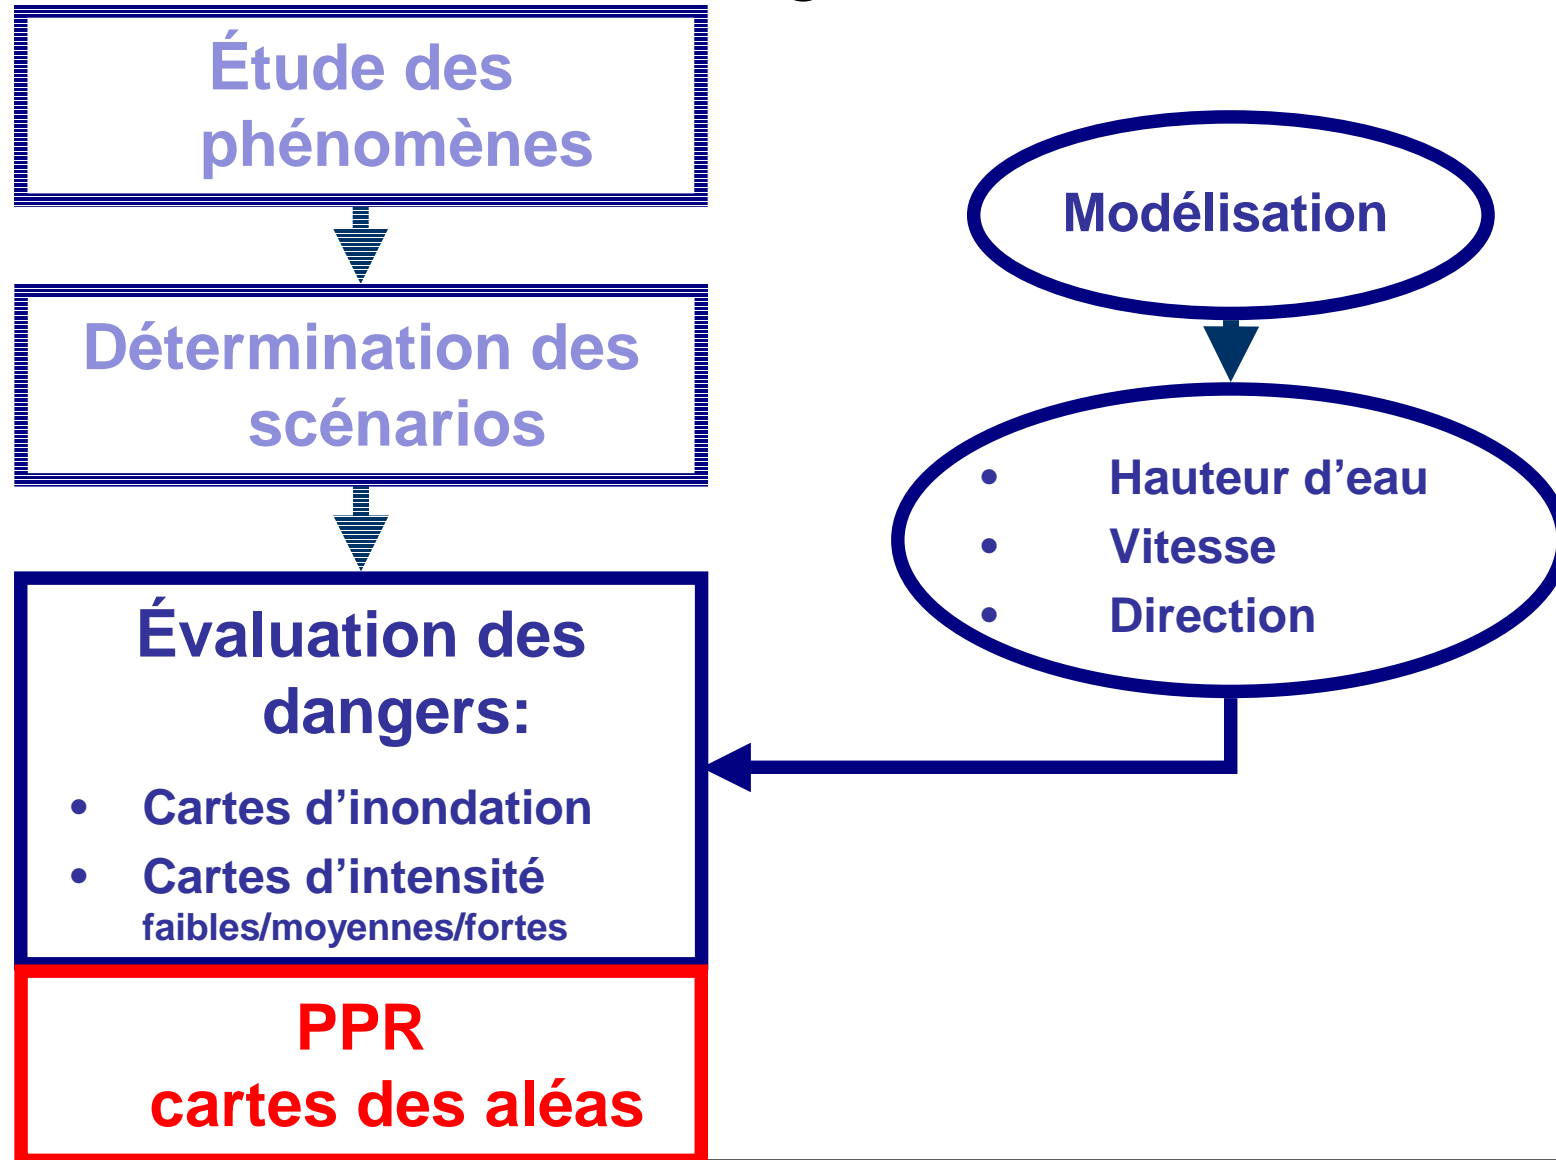 Étude des
phénomènes
Détermination des
scénarios
Évaluation des
dangers:
• Cartes d’inondation
• Cartes d’intensité
faibles/moyennes/fortes
PPR
cartes des aléas
Modélisation
• Hauteur d’eau
• Vitesse
• Direction